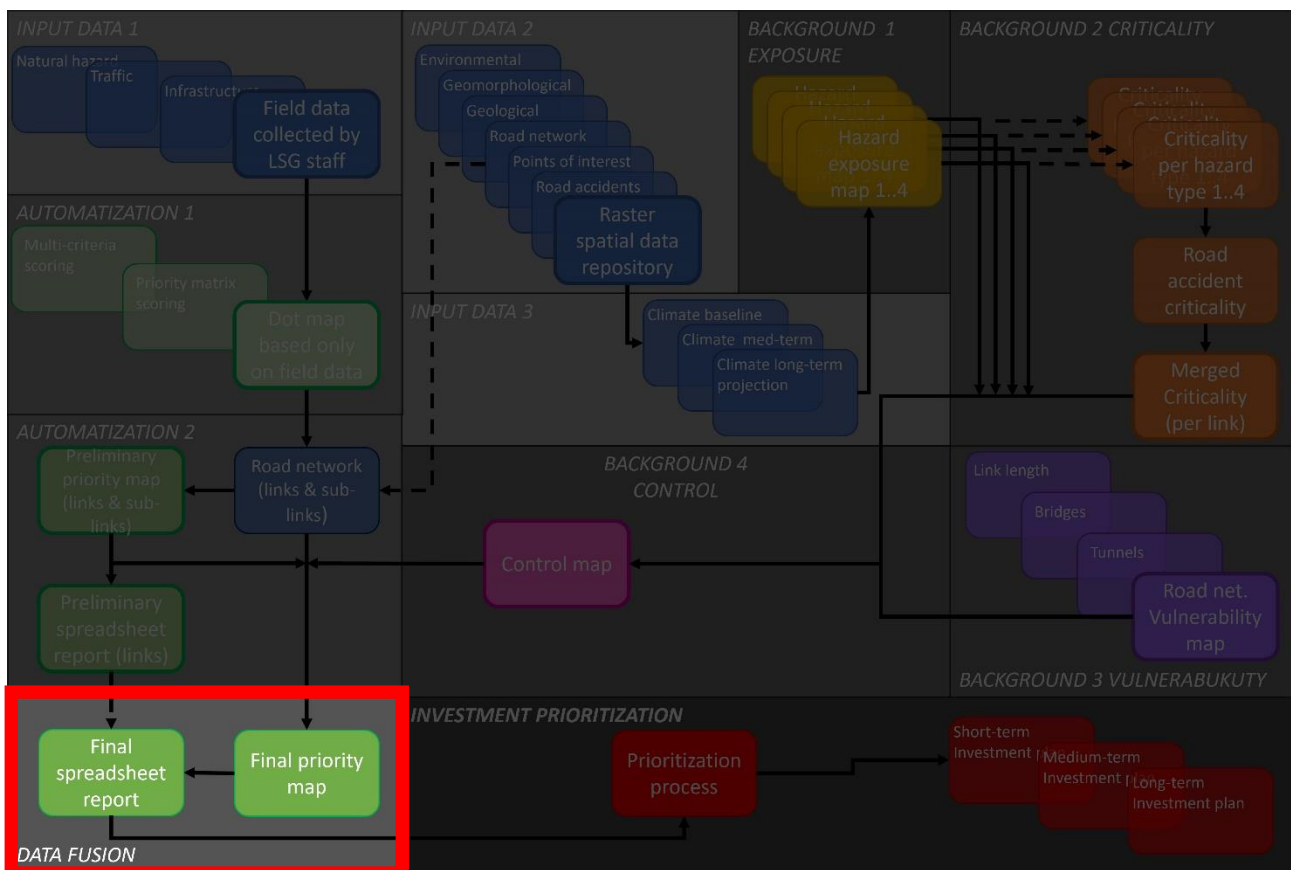 INPUT DATA 1
Natural hazard
Traffic
Infrastructure
Field data
collected by
LSG staff
INPUT DATA 2
Environmental
Geomorphological
Geological
Road network
Points of interest
Road accidents
Raster
spatial data
repository
BACKGROUND 1
EXPOSURE
Hazard
Hazard
Hazard
Hazard
exposure
map 1..4
BACKGROUND 2 CRITICALITY
Criticality
per hazard
type 1..4
Road
accident
criticality
Merged
Criticality
(per link)
AUTOMATIZATION 1
Multi-criteria
scoring
Priority matrix
scoring
Dot map
based only
on field data
INPUT DATA 3
Climate baseline
Climate med-term
Climate long-term
projection
AUTOMATIZATION 2
Preliminary
priority map
(links & sub-
links)
Road network
(links & sub-
links)
Preliminary
spreadsheet
report (links)
BACKGROUND 4
CONTROL
Control map
Link length
Bridges
Tunnels
Road net.
Vulnerability
map
BACKGROUND 3 VULNERABUKUTY
Final
spreadsheet
report
Final priority
map
DATA FUSION
INVESTMENT PRIORITIZATION
Prioritization
process
Short-term
Investment plan
Medium-term
Investment plan
Long-term
Investment plan